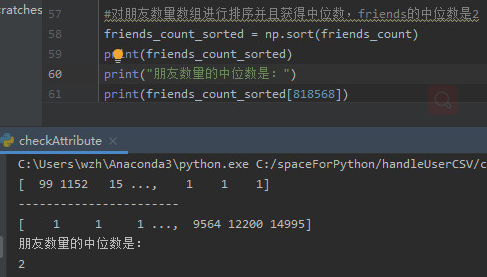 cratches
57 #对朋友数量数组进行排序并且获得中位数，friends的中位数是2
58 friends_count_sorted = np.sort(friends_count)
59 print(friends_count_sorted)
60 print("朋友数量的中位数是：")
61 print(friends_count_sorted[818568])
checkAttribute ×
C:\Users\wzh\Anaconda3\python.exe C:/spaceForPython/handleUserCSV/c
[  99 1152   15 ...,    1    1    1]
-----------------------
[    1     1     1 ...,  9564 12200 14995]
朋友数量的中位数是：
2